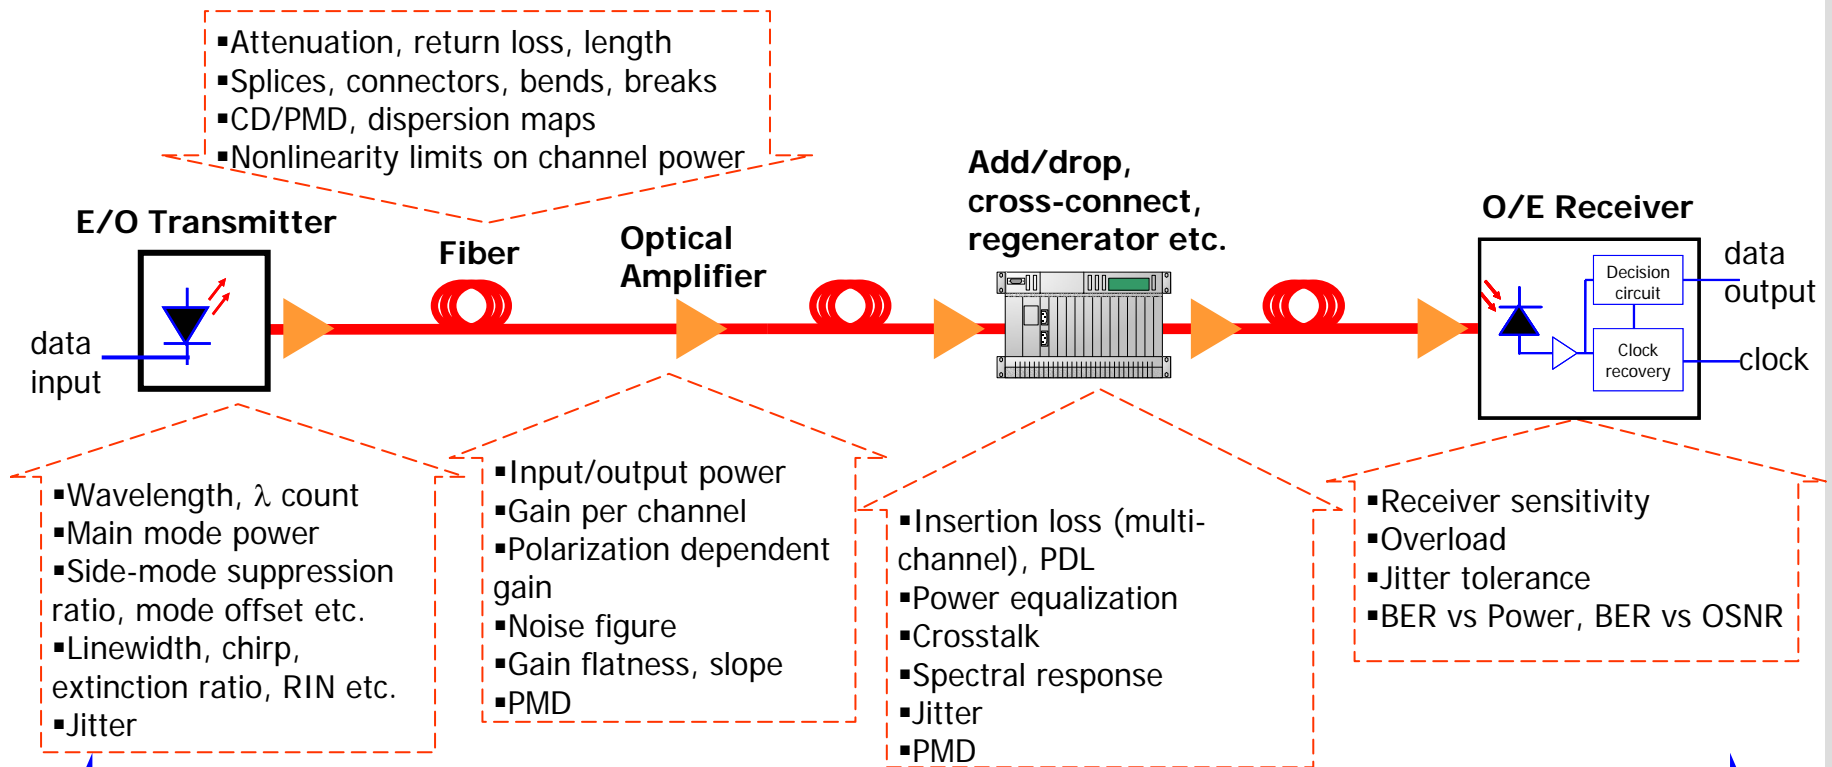 ▪Attenuation, return loss, length
▪Splices, connectors, bends, breaks
▪CD/PMD, dispersion maps
▪Nonlinearity limits on channel power
E/O Transmitter
Fiber
Optical
Amplifier
Add/drop,
cross-connect,
regenerator etc.
O/E Receiver
data
input
Decision
circuit
Clock
recovery
data
output
clock
▪Wavelength, λ count
▪Main mode power
▪Side-mode suppression
ratio, mode offset etc.
▪Linewidth, chirp,
extinction ratio, RIN etc.
▪Jitter
▪Input/output power
▪Gain per channel
▪Polarization dependent
gain
▪Noise figure
▪Gain flatness, slope
▪PMD
▪Insertion loss (multi-
channel), PDL
▪Power equalization
▪Crosstalk
▪Spectral response
▪Jitter
▪PMD
▪Receiver sensitivity
▪Overload
▪Jitter tolerance
▪BER vs Power, BER vs OSNR